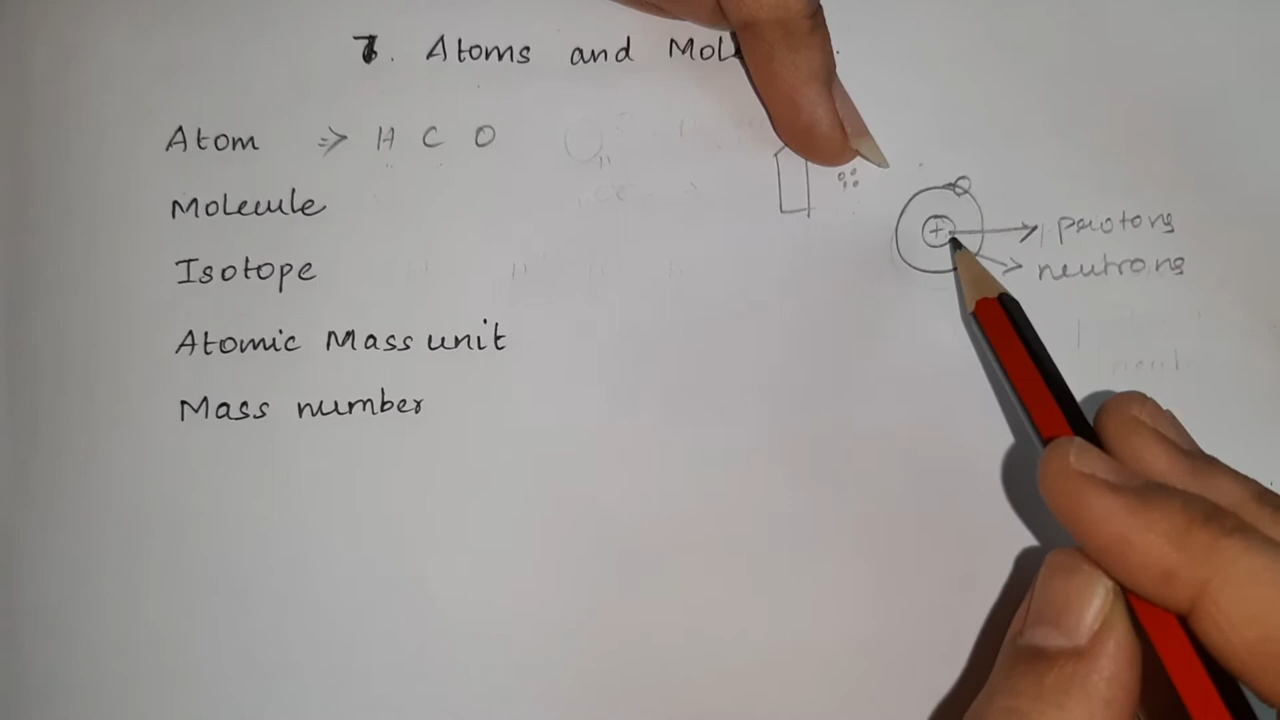 7. Atoms and Mol
Atom => H C O
Molecule
Isotope
Atomic Mass unit
Mass number
+
protons
neutrons